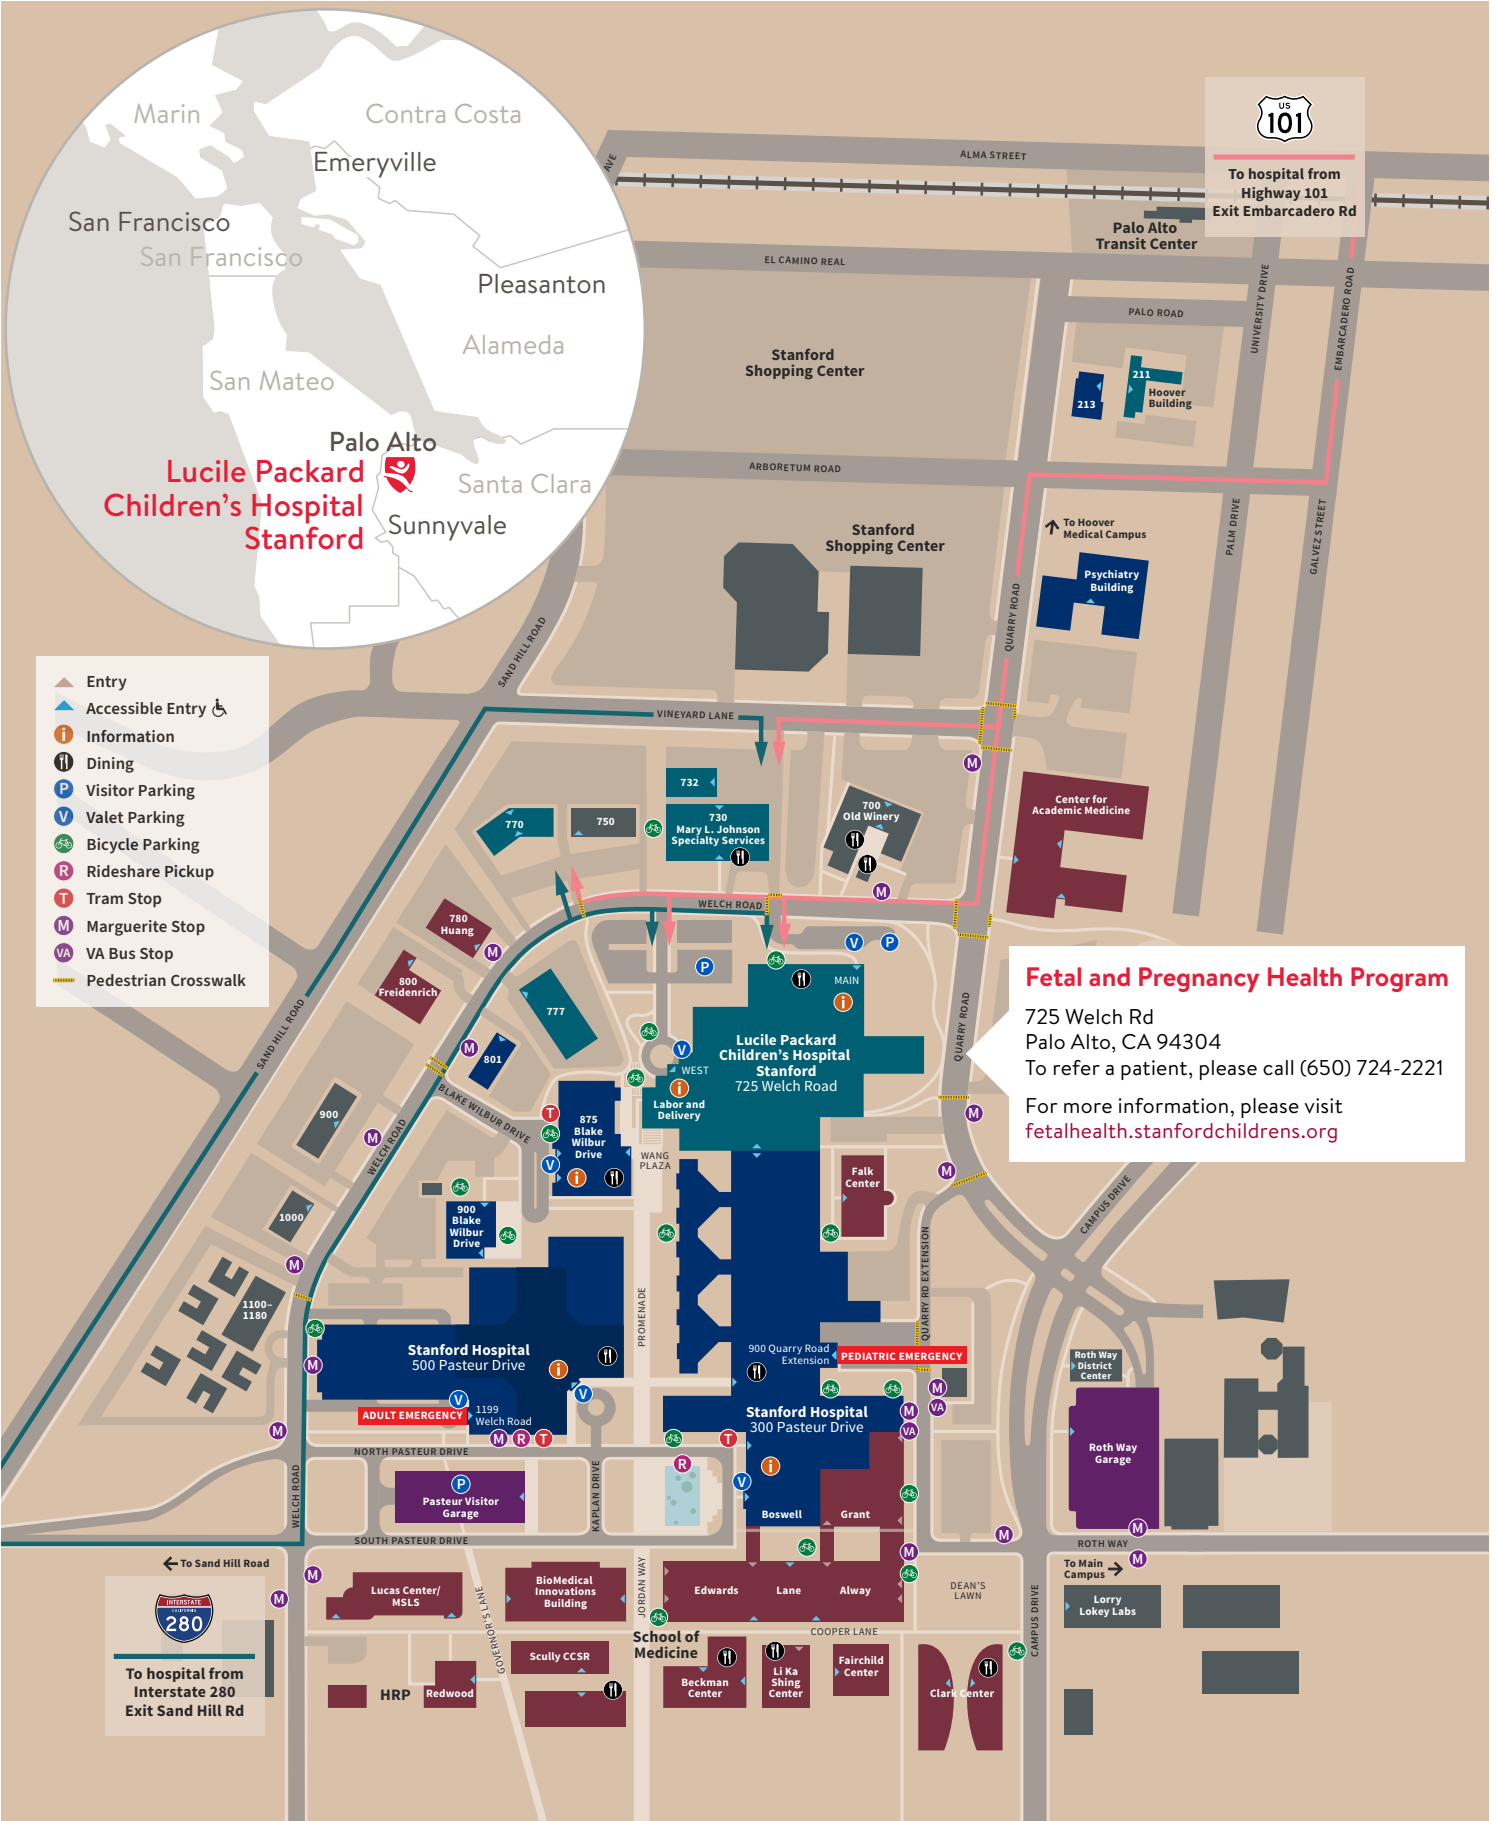 Marin
Contra Costa
Emeryville
San Francisco
San Francisco
Pleasanton
Alameda
San Mateo
Palo Alto
Lucile Packard
Children's Hospital
Stanford
Santa Clara
Sunnyvale
US
101
To hospital from
Highway 101
Exit Embarcadero Rd
AVE
ALMA STREET
Palo Alto
Transit Center
EL CAMINO REAL
PALO ROAD
UNIVERSITY DRIVE
EMBARCADERO ROAD
Stanford
Shopping Center
211
213
Hoover
Building
ARBORETUM ROAD
Stanford
Shopping Center
To Hoover
Medical Campus
PALM DRIVE
GALVEZ STREET
Psychiatry
Building
QUARRY ROAD
SAND HILL ROAD
VINEYARD LANE
Entry
Accessible Entry
i Information
Dining
P Visitor Parking
V Valet Parking
Bicycle Parking
R Rideshare Pickup
T Tram Stop
M Marguerite Stop
VA VA Bus Stop
Pedestrian Crosswalk
M
732
770
750
730
Mary L. Johnson
Specialty Services
700
Old Winery
Center for
Academic Medicine
M
WELCH ROAD
780
Huang
M
800
Freidenrich
V
P
P
777
MAIN
i
SAND HILL ROAD
QUARRY ROAD
Fetal and Pregnancy Health Program
725 Welch Rd
Palo Alto, CA 94304
To refer a patient, please call (650) 724-2221
For more information, please visit
fetalhealth.stanfordchildrens.org
M
801
V
WEST
i
Labor and
Delivery
Lucile Packard
Children's Hospital
Stanford
725 Welch Road
BLAKE WILBUR DRIVE
900
M
WELCH ROAD
T
875
Blake
Wilbur
Drive
V
i
WANG
PLAZA
M
M
Falk
Center
CAMPUS DRIVE
1000
900
Blake
Wilbur
Drive
M
1100–
1180
PROMENADE
QUARRY RD EXTENSION
Stanford Hospital
500 Pasteur Drive
i
M
900 Quarry Road
Extension
PEDIATRIC EMERGENCY
Roth Way
District
Center
V
V
ADULT EMERGENCY
1199
Welch Road
M
R
T
M
M
VA
M
VA
Stanford Hospital
300 Pasteur Drive
T
NORTH PASTEUR DRIVE
R
i
V
Roth Way
Garage
P
Pasteur Visitor
Garage
KAPLAN DRIVE
WELCH ROAD
Boswell
Grant
SOUTH PASTEUR DRIVE
M
M
ROTH WAY
To Sand Hill Road
M
M
To Main
Campus
M
INTERSTATE
CALIFORNIA
280
To hospital from
Interstate 280
Exit Sand Hill Rd
M
Lucas Center/
MSLS
GOVERNOR'S LANE
BioMedical
Innovations
Building
JORDAN WAY
Edwards
Lane
Alway
DEAN'S
LAWN
CAMPUS DRIVE
Lorry
Lokey Labs
COOPER LANE
School of
Medicine
Scully CCSR
HRP
Redwood
Beckman
Center
Li Ka
Shing
Center
Fairchild
Center
Clark Center